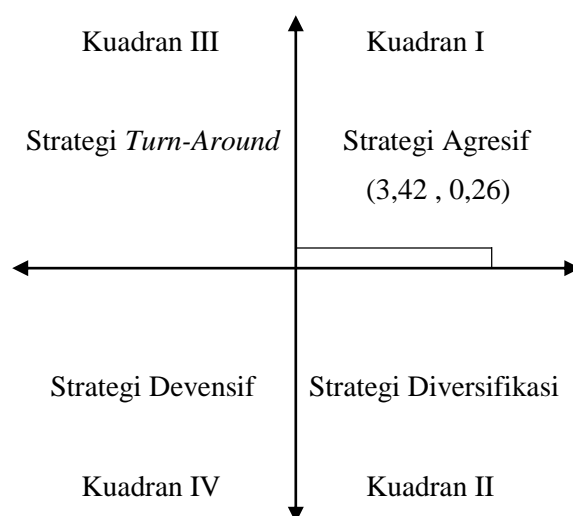 Kuadran III
Kuadran I
Strategi Turn-Around
Strategi Agresif
(3,42 , 0,26)
Strategi Devensif
Strategi Diversifikasi
Kuadran IV
Kuadran II